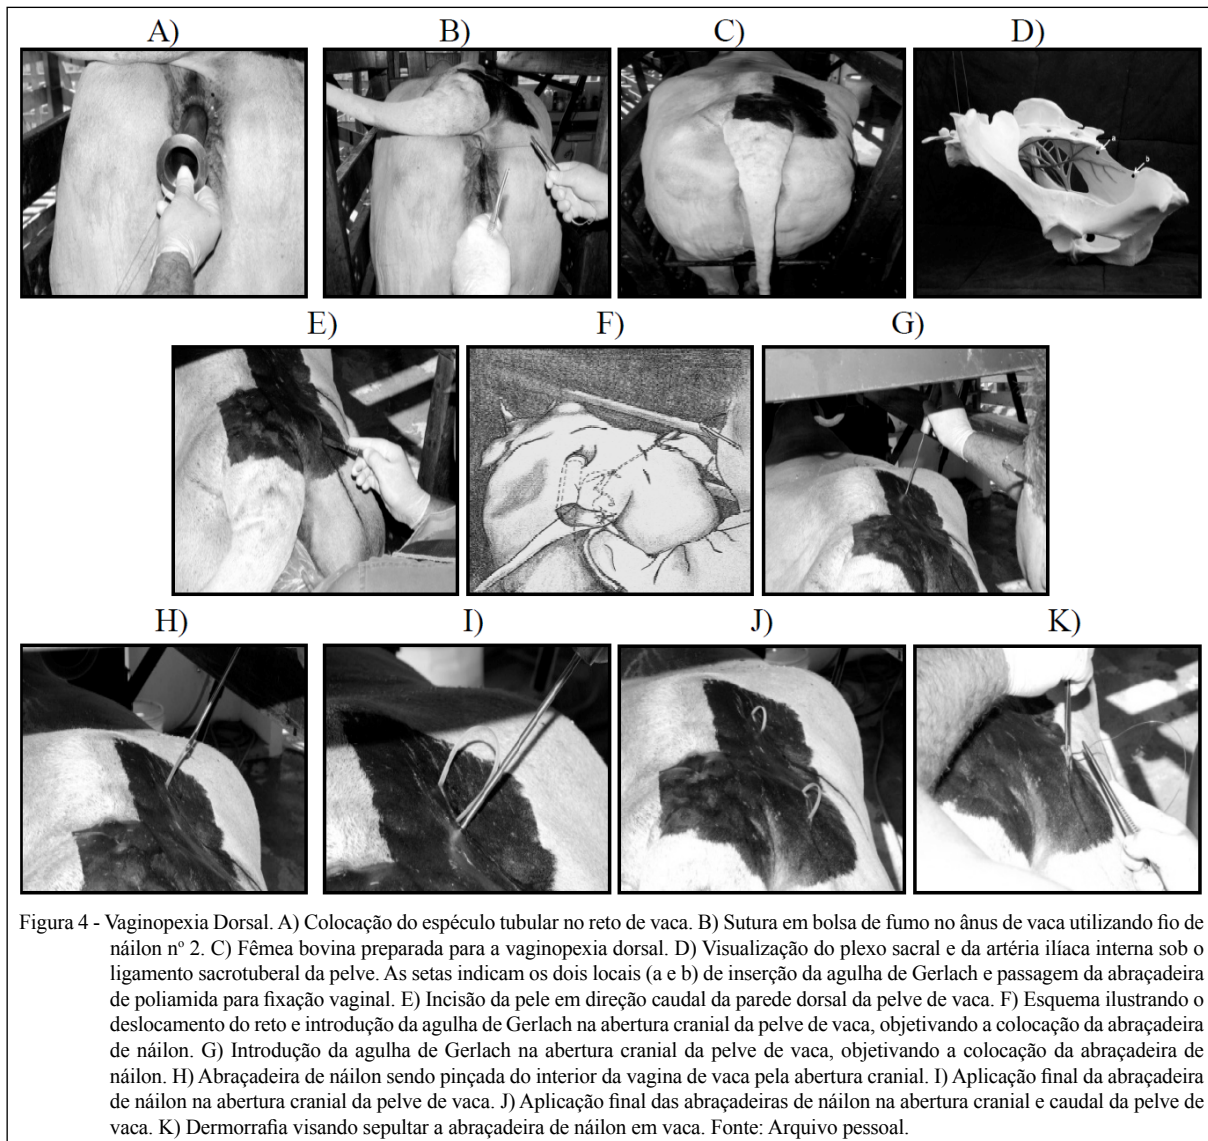 A)
B)
C)
D)
a
b
E)
F)
G)
H)
I)
J)
K)
Figura 4 - Vaginopexia Dorsal. A) Colocação do espéculo tubular no reto de vaca. B) Sutura em bolsa de fumo no ânus de vaca utilizando fio de
náilon nº 2. C) Fêmea bovina preparada para a vaginopexia dorsal. D) Visualização do plexo sacral e da artéria ilíaca interna sob o
ligamento sacrotuberal da pelve. As setas indicam os dois locais (a e b) de inserção da agulha de Gerlach e passagem da abraçadeira
de poliamida para fixação vaginal. E) Incisão da pele em direção caudal da parede dorsal da pelve de vaca. F) Esquema ilustrando o
deslocamento do reto e introdução da agulha de Gerlach na abertura cranial da pelve de vaca, objetivando a colocação da abraçadeira
de náilon. G) Introdução da agulha de Gerlach na abertura cranial da pelve de vaca, objetivando a colocação da abraçadeira de
náilon. H) Abraçadeira de náilon sendo pinçada do interior da vagina de vaca pela abertura cranial. I) Aplicação final da abraçadeira
de náilon na abertura cranial da pelve de vaca. J) Aplicação final das abraçadeiras de náilon na abertura cranial e caudal da pelve de
vaca. K) Dermorrafia visando sepultar a abraçadeira de náilon em vaca. Fonte: Arquivo pessoal.